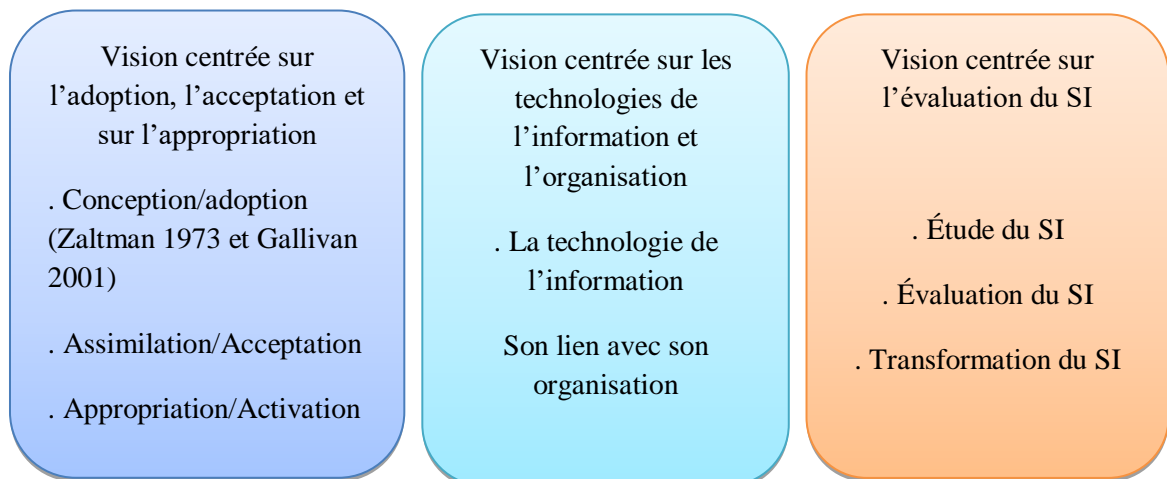 Vision centrée sur
l’adoption, l’acceptation et
sur l’appropriation
. Conception/adoption
(Zaltman 1973 et Gallivan
2001)
. Assimilation/Acceptation
. Appropriation/Activation
Vision centrée sur les
technologies de
l’information et
l’organisation
. La technologie de
l’information
Son lien avec son
organisation
Vision centrée sur
l’évaluation du SI
. Étude du SI
. Évaluation du SI
. Transformation du SI